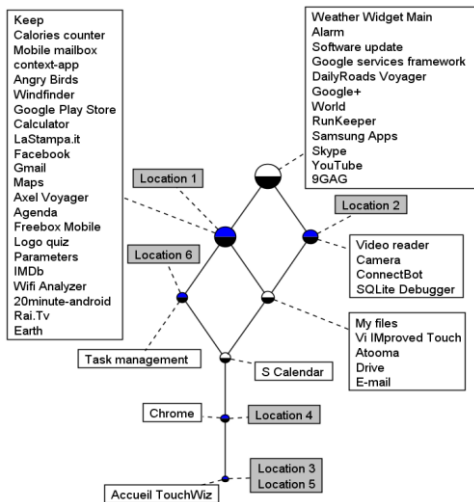 Keep
Calories counter
Mobile mailbox
context-app
Angry Birds
Windfinder
Google Play Store
Calculator
LaStampa.it
Facebook
Gmail
Maps
Axel Voyager
Agenda
Freebox Mobile
Logo quiz
Parameters
IMDb
Wifi Analyzer
20minute-android
Rai.Tv
Earth
Weather Widget Main
Alarm
Software update
Google services framework
DailyRoads Voyager
Google+
World
RunKeeper
Samsung Apps
Skype
YouTube
9GAG
Location 1
Location 2
Location 6
Video reader
Camera
ConnectBot
SQLite Debugger
My files
Vi IMproved Touch
Atooma
Drive
E-mail
Task management
S Calendar
Chrome
Location 4
Location 3
Location 5
Accueil TouchWiz